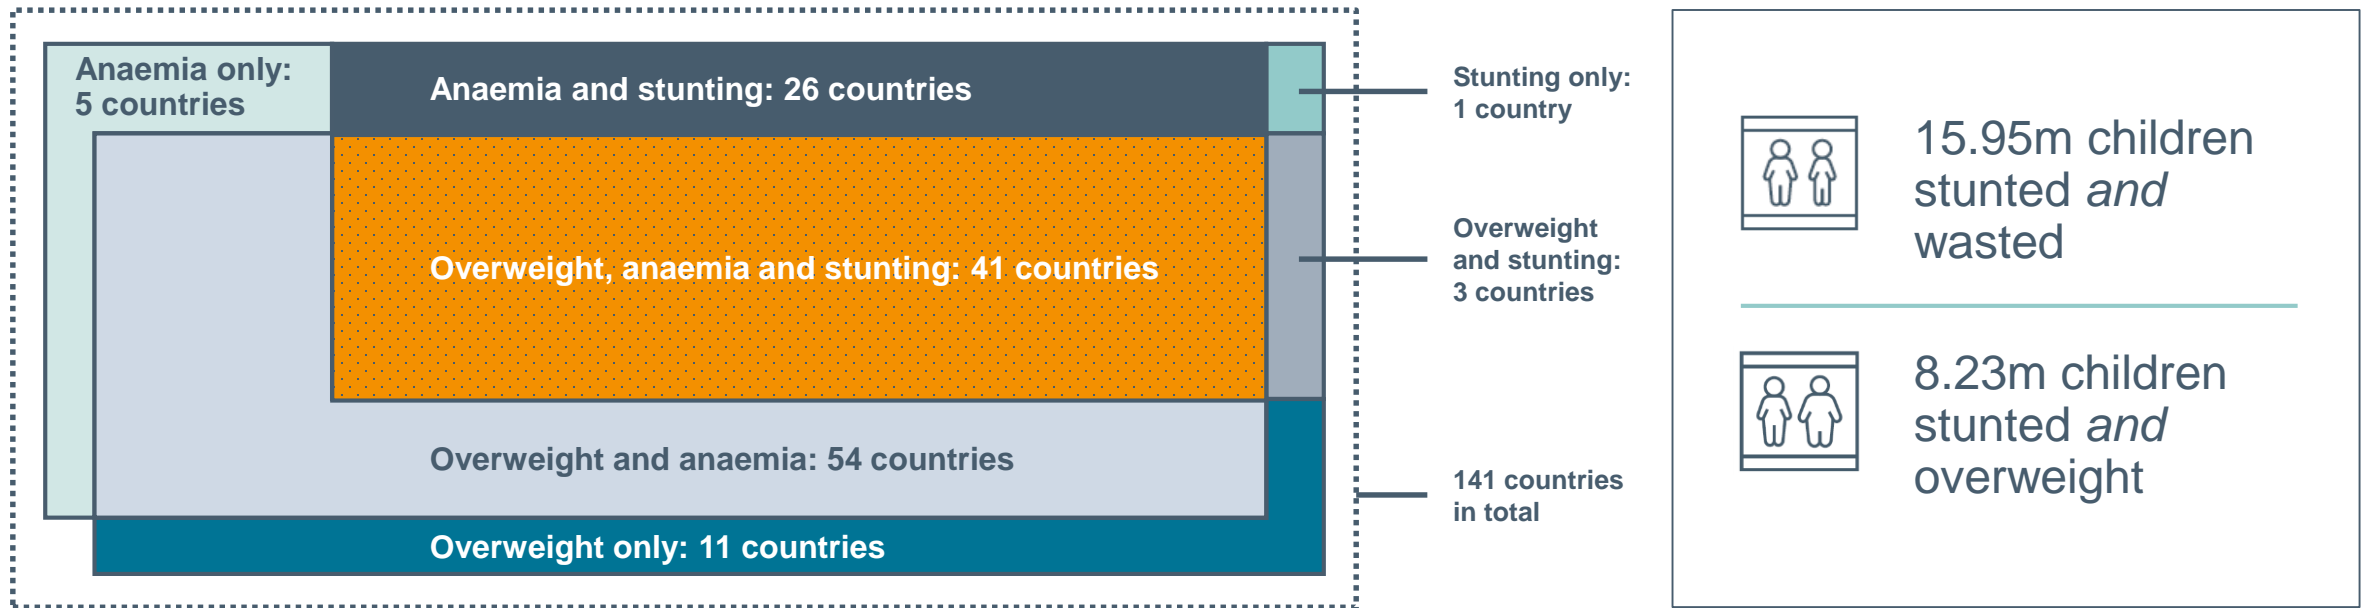 Anaemia only:
5 countries
Anaemia and stunting: 26 countries
Overweight, anaemia and stunting: 41 countries
Overweight and anaemia: 54 countries
Overweight only: 11 countries
Stunting only:
1 country
Overweight
and stunting:
3 countries
141 countries
in total
15.95m children
stunted and
wasted
8.23m children
stunted and
overweight